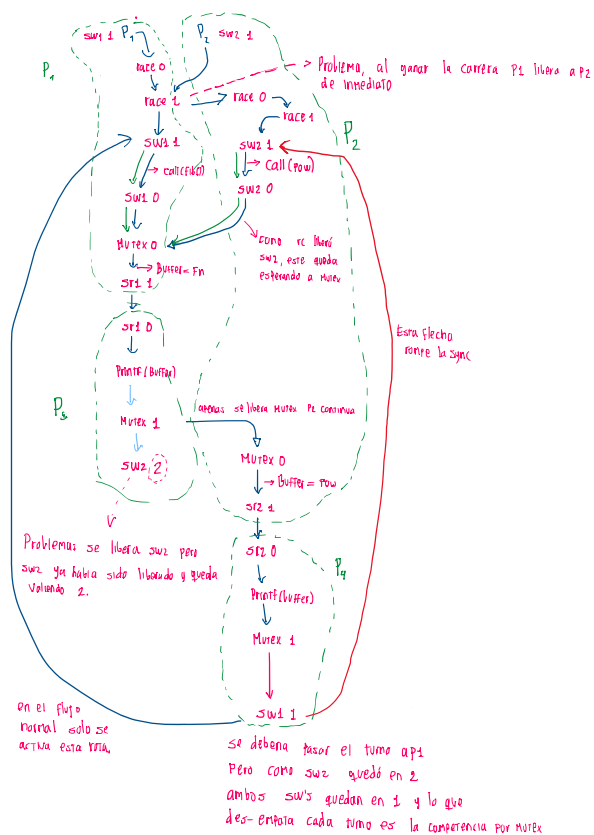 SW1 1 P1
P2 SW2 1
P1
race 0
race 1
Problema, al ganar la carrera P1 libera a P2
de inmediato
race 0
race 1
P2
SW1 1
SW2 1
call(fibo)
call(pow)
SW1 0
SW2 0
Mutex 0
Como rc liberó
SW2, este queda
esperando a mutex
Buffer= Fn
Sr1 1
Sr1 0
Esta flecha
rompe la sync
Printf(Buffer)
P3
Mutex 1
apenas se libera mutex P2 continua
SW2 2
Mutex 0
Buffer = Pow
Sr2 1
Problema: se libera SW2 pero
SW2 ya había sido liberado y queda
valiendo 2.
Sr2 0
P4
Printf(buffer)
Mutex 1
SW1 1
en el flujo
normal solo se
activa esta ruta.
se deberia pasar el turno a P1
Pero como SW2 quedó en 2
ambos SW's quedan en 1 y lo que
des-empata cada turno es la competencia por Mutex